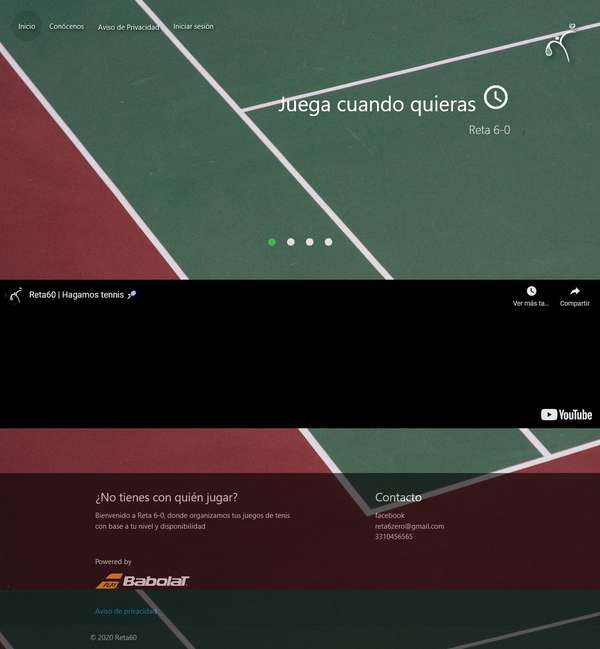 Inicio
Conócenos
Aviso de Privacidad
Iniciar sesión
Juega cuando quieras
Reta 6-0
Reta60 | Hagamos tennis
Ver más ta...
Compartir
YouTube
¿No tienes con quién jugar?
Bienvenido a Reta 6-0, donde organizamos tus juegos de tenis
con base a tu nivel y disponibilidad
Powered by
Babolat
Contacto
facebook
reta6zero@gmail.com
3310456565
Aviso de privacidad
© 2020 Reta60